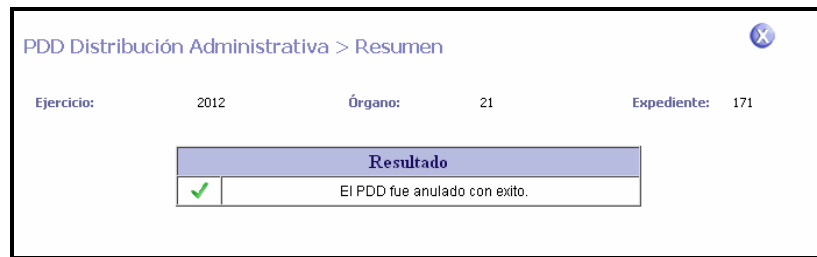 PDD Distribución Administrativa > Resumen
Ejercicio: 2012 Órgano: 21 Expediente: 171
Resultado
El PDD fue anulado con exito.